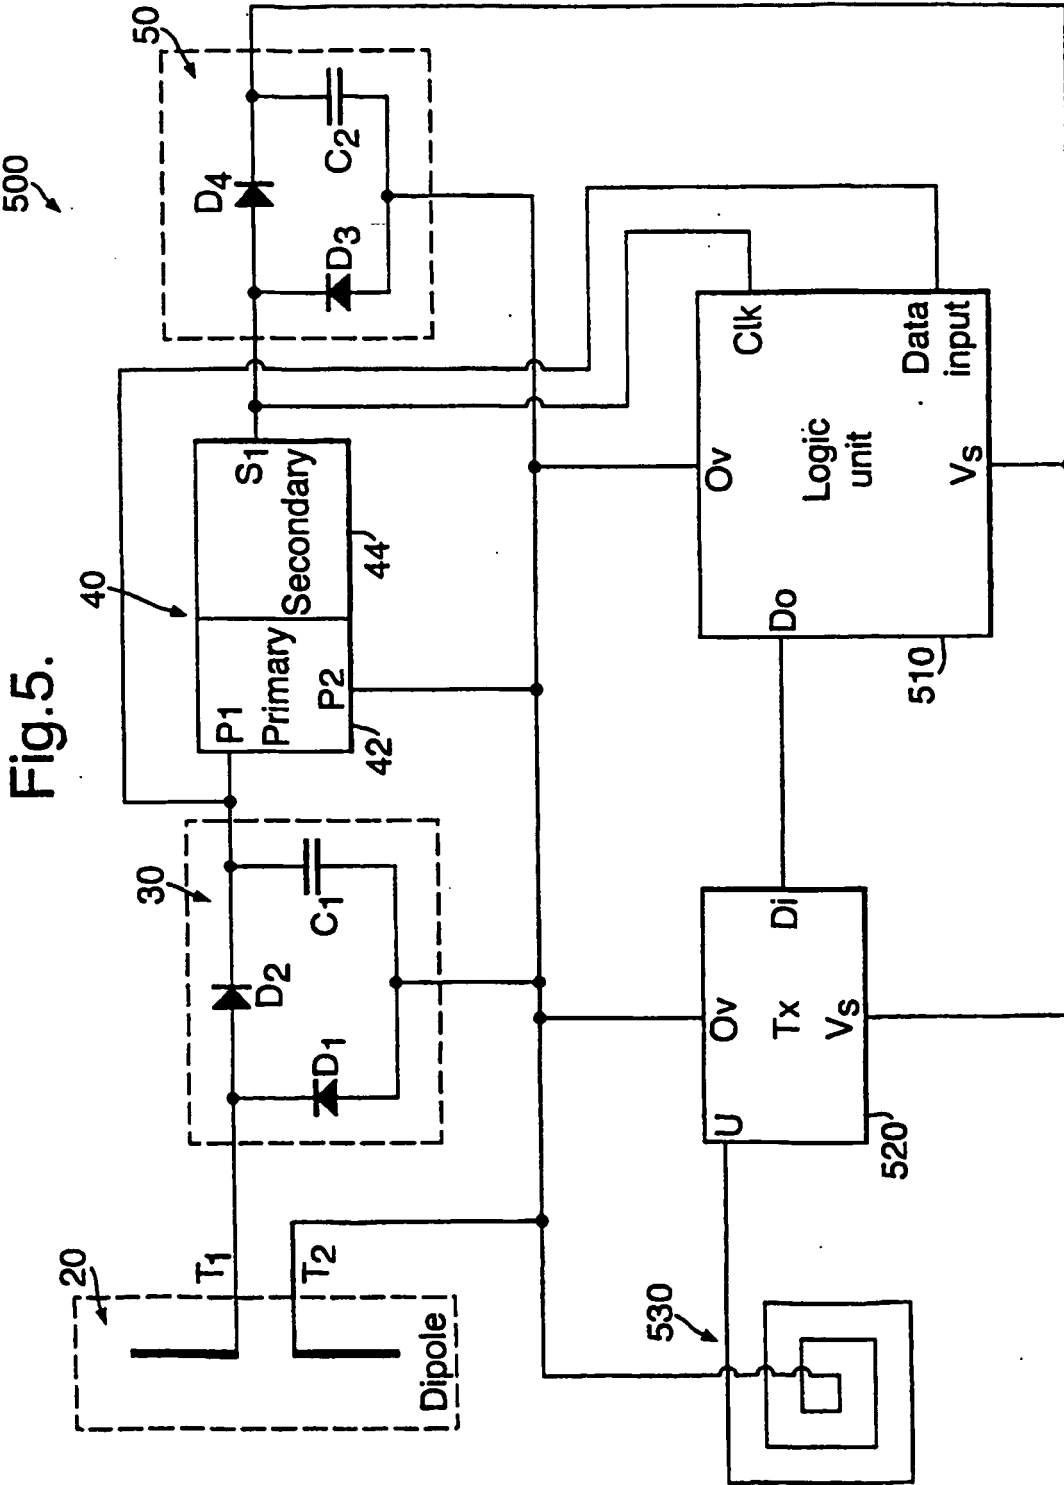 Fig.5.
500
20
T1
T2
Dipole
30
D2
D1
C1
40
P1
Primary
P2
42
S1
Secondary
44
50
D4
D3
C2
530
U
Ov
Tx
Vs
Di
520
Do
Ov
Logic
unit
Clk
Data
input
Vs
510